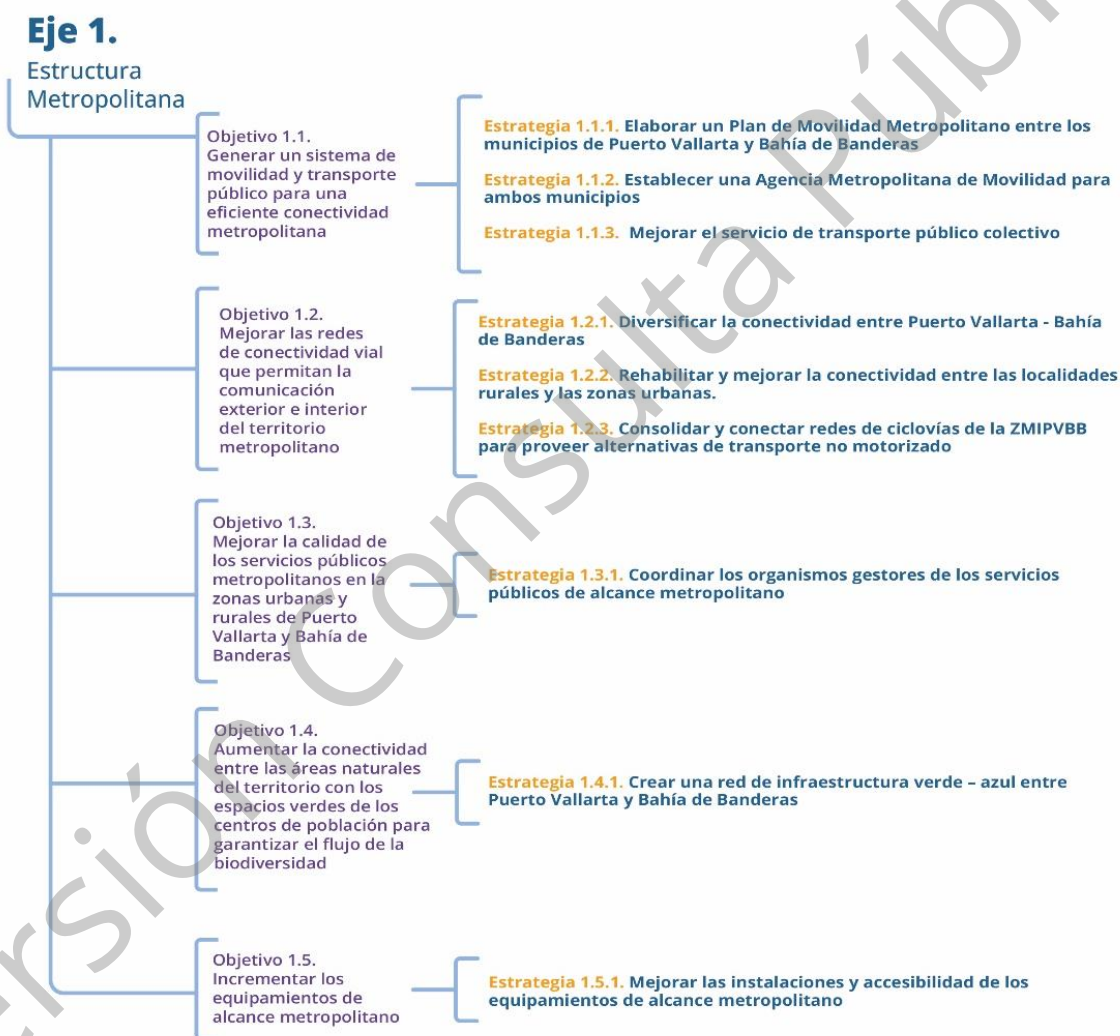 Eje 1.
Estructura
Metropolitana
Objetivo 1.1.
Generar un sistema de
movilidad y transporte
público para una
eficiente conectividad
metropolitana
Estrategia 1.1.1. Elaborar un Plan de Movilidad Metropolitano entre los
municipios de Puerto Vallarta y Bahía de Banderas
Estrategia 1.1.2. Establecer una Agencia Metropolitana de Movilidad para
ambos municipios
Estrategia 1.1.3. Mejorar el servicio de transporte público colectivo
Objetivo 1.2.
Mejorar las redes
de conectividad vial
que permitan la
comunicación
exterior e interior
del territorio
metropolitano
Estrategia 1.2.1. Diversificar la conectividad entre Puerto Vallarta - Bahía
de Banderas
Estrategia 1.2.2. Rehabilitar y mejorar la conectividad entre las localidades
rurales y las zonas urbanas.
Estrategia 1.2.3. Consolidar y conectar redes de ciclovías de la ZMIPVBB
para proveer alternativas de transporte no motorizado
Objetivo 1.3.
Mejorar la calidad de
los servicios públicos
metropolitanos en la
zonas urbanas y
rurales de Puerto
Vallarta y Bahía de
Banderas
Estrategia 1.3.1. Coordinar los organismos gestores de los servicios
públicos de alcance metropolitano
Objetivo 1.4.
Aumentar la conectividad
entre las áreas naturales
del territorio con los
espacios verdes de los
centros de población para
garantizar el flujo de la
biodiversidad
Estrategia 1.4.1. Crear una red de infraestructura verde – azul entre
Puerto Vallarta y Bahía de Banderas
Objetivo 1.5.
Incrementar los
equipamientos de
alcance metropolitano
Estrategia 1.5.1. Mejorar las instalaciones y accesibilidad de los
equipamientos de alcance metropolitano
ersión Consulta Públ